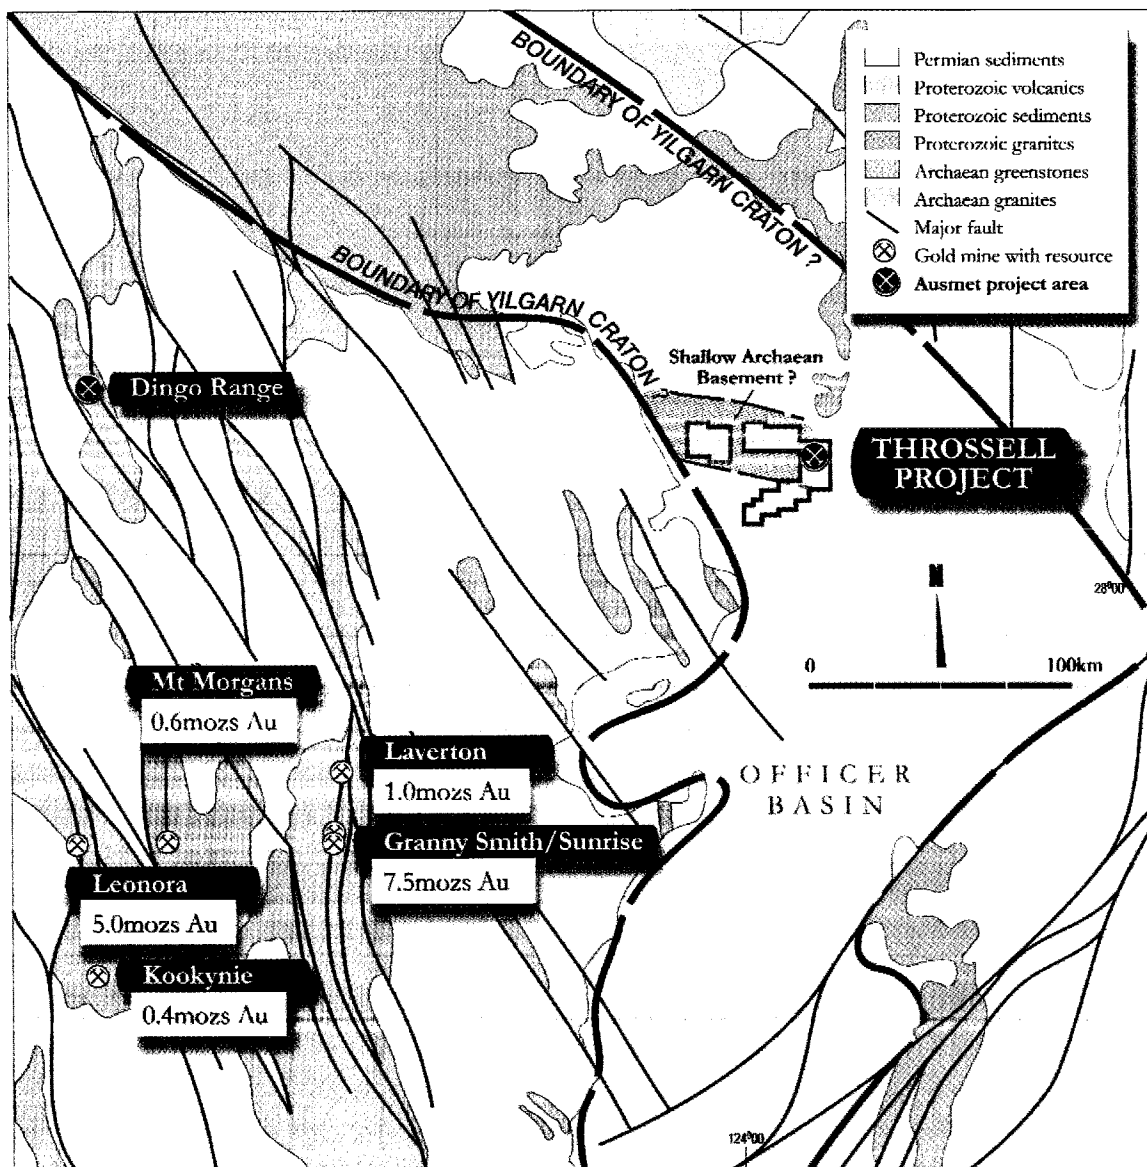 BOUNDARY OF YILGARN CRATON ?
Permian sediments
Proterozoic volcanics
Proterozoic sediments
Proterozoic granites
Archaean greenstones
Archaean granites
Major fault
Gold mine with resource
Ausmet project area
BOUNDARY OF YILGARN CRATON ?
Shallow Archaean
Basement ?
Dingo Range
THROSSELL
PROJECT
N
28°00'
0 100km
Mt Morgans
0.6mozs Au
Laverton
1.0mozs Au
OFFICER
BASIN
Granny Smith/Sunrise
7.5mozs Au
Leonora
5.0mozs Au
Kookynie
0.4mozs Au
124°00'